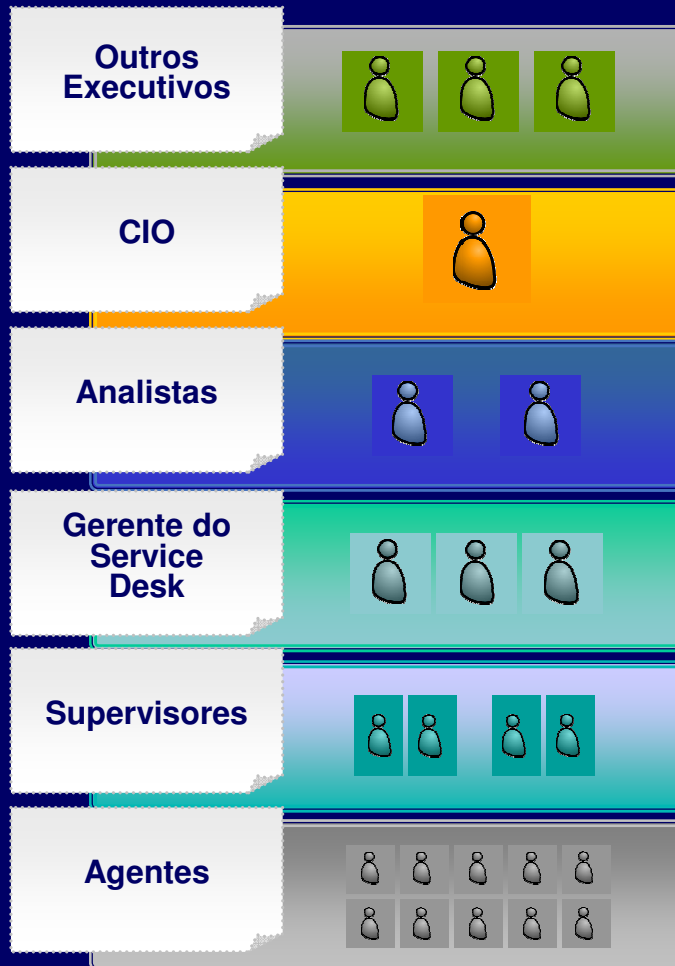 Outros
Executivos
CIO
Analistas
Gerente do
Service
Desk
Supervisores
Agentes